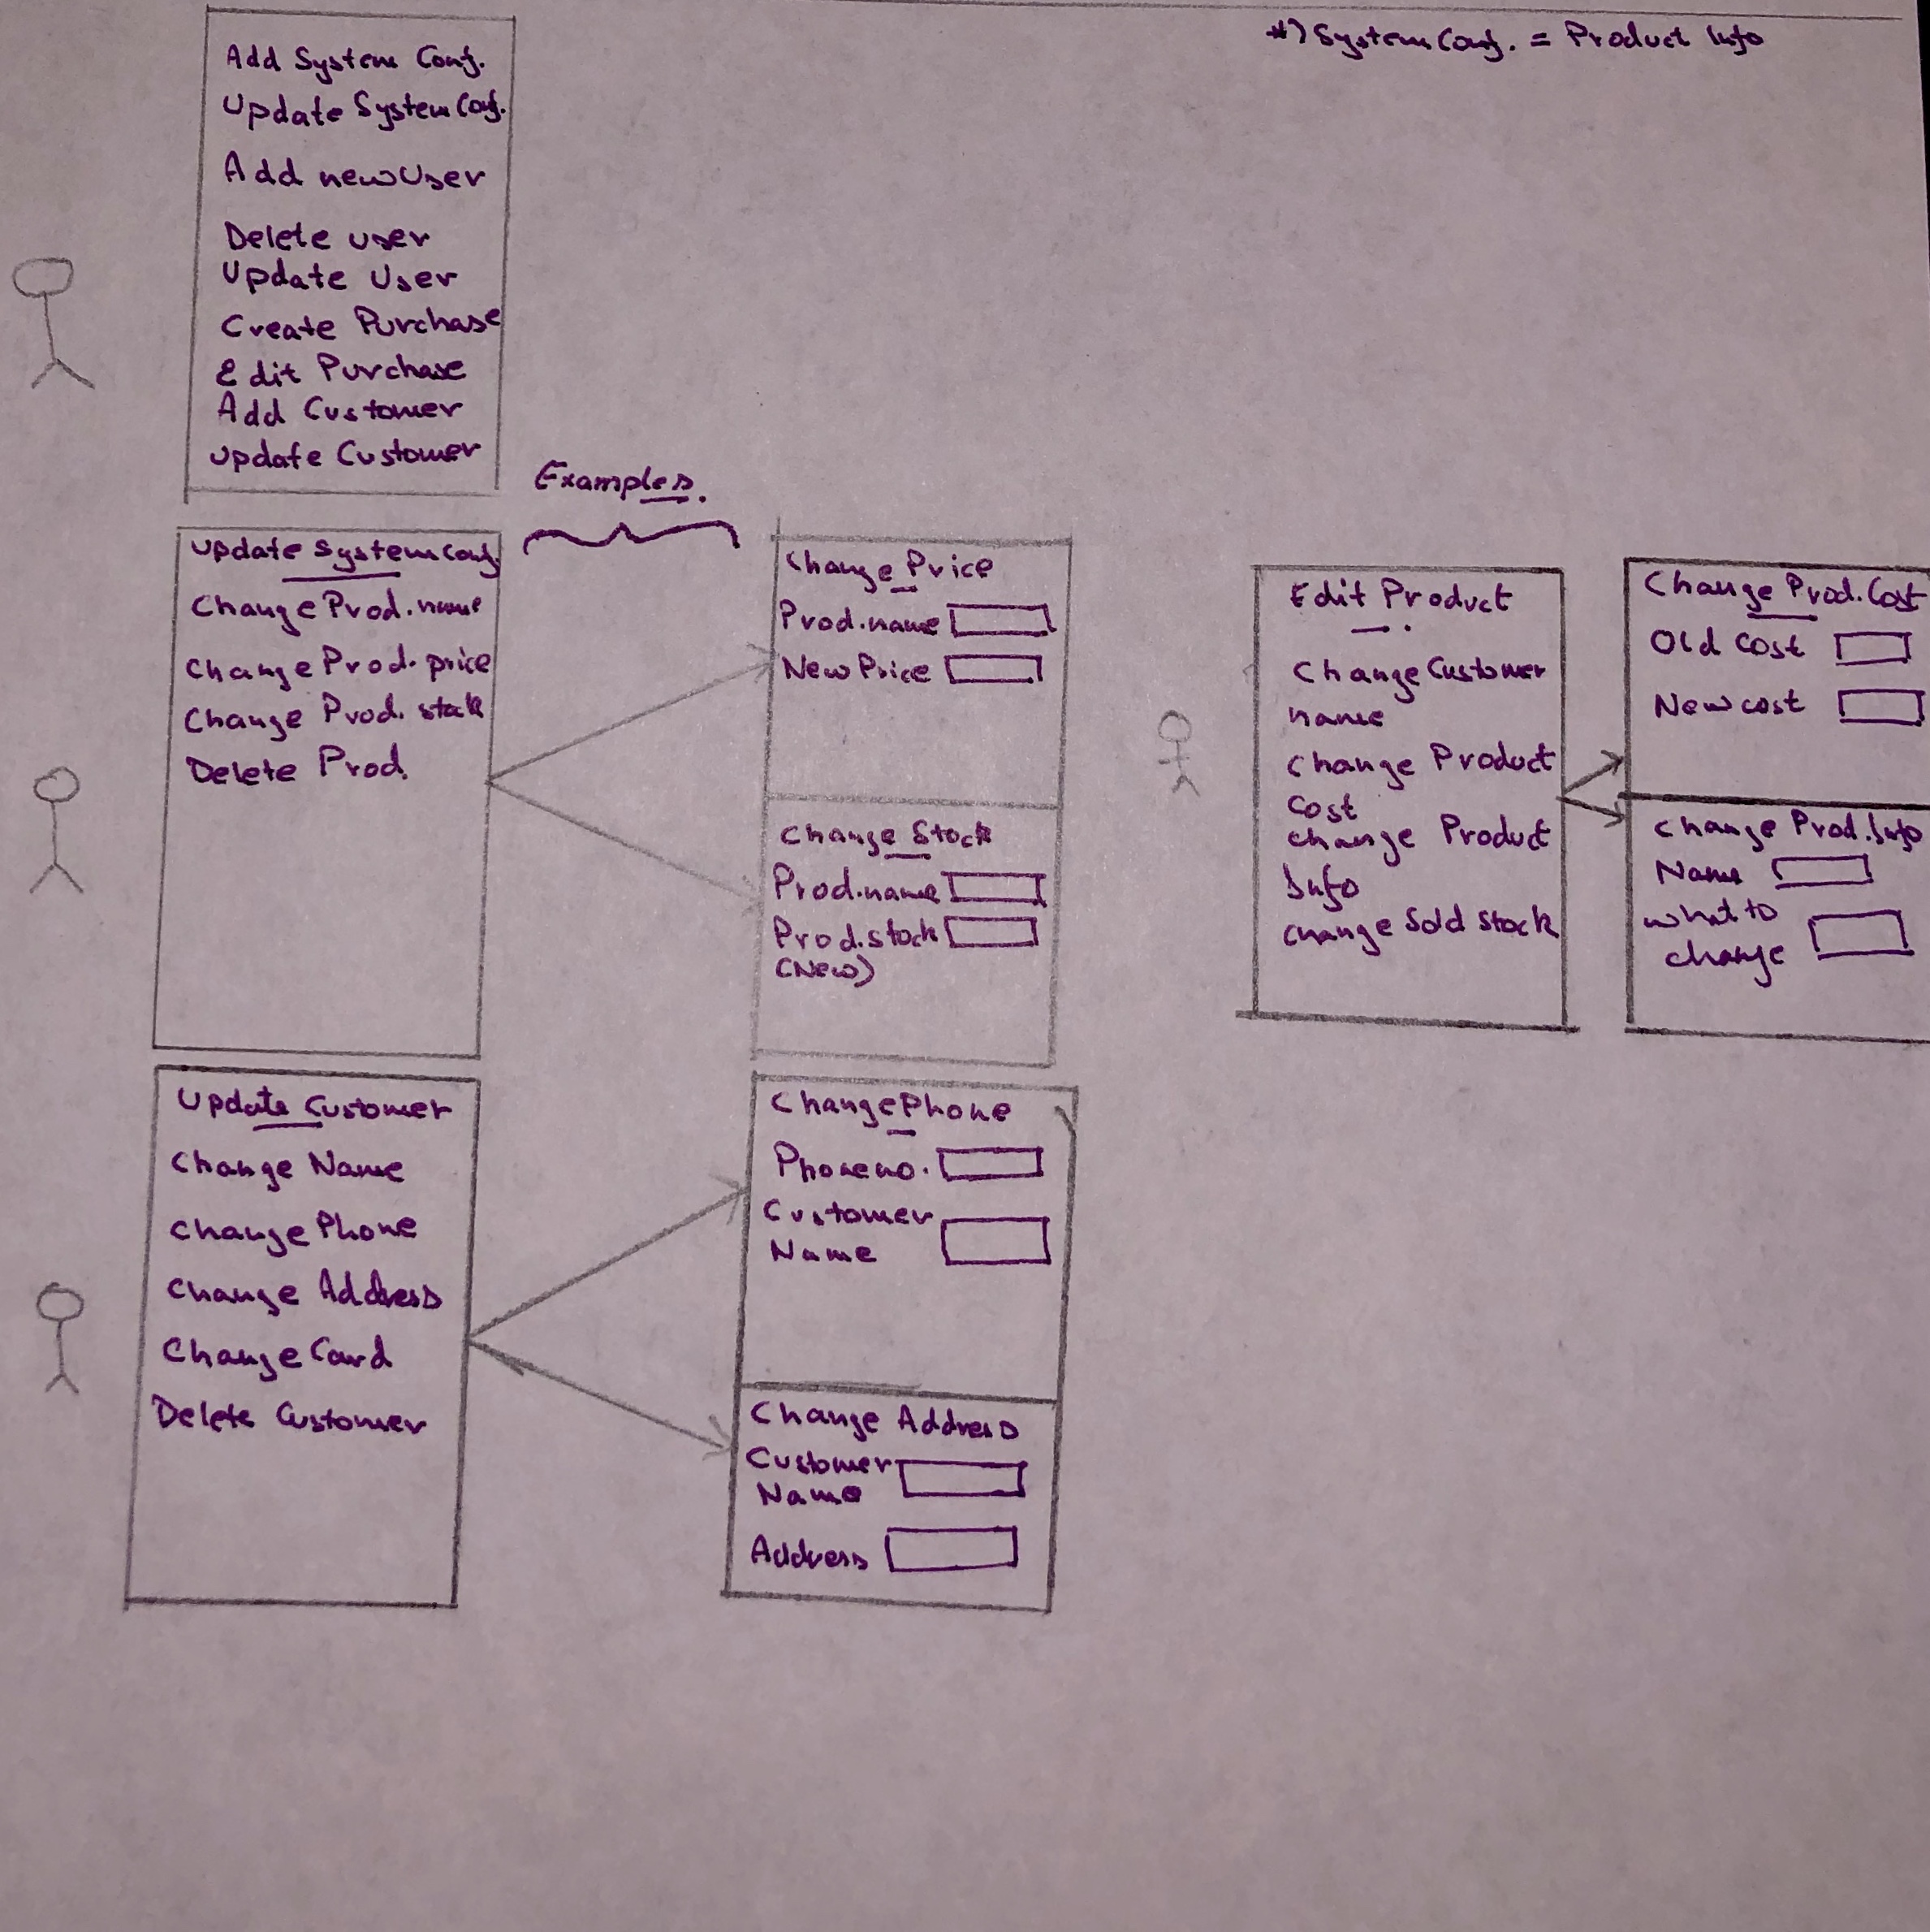 *) System Conf. = Product Info
Add System Conf.
Update System Conf.
Add new User
Delete user
Update User
Create Purchase
Edit Purchase
Add Customer
Update Customer
Examples.
Update System Conf.
Change Prod. name
Change Prod. price
Change Prod. stock
Delete Prod.
Change Price
Prod. name
New Price
Change Stock
Prod. name
Prod. stock
(New)
Edit Product
Change Customer
name
Change Product
Cost
change Product
Info
change Sold Stock
Change Prod. Cost
Old Cost
New cost
Change Prod. Info
Name
what to
change
Update Customer
Change Name
Change Phone
Change Address
Change Card
Delete Customer
Change Phone
Phone no.
Customer
Name
Change Address
Customer
Name
Address